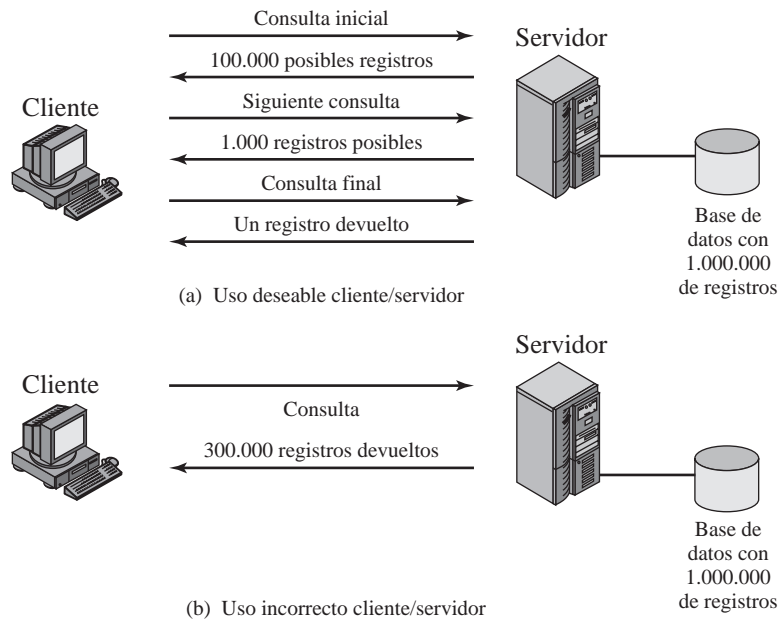 Consulta inicial
Servidor
100.000 posibles registros
Cliente
Siguiente consulta
1.000 registros posibles
Consulta final
Un registro devuelto
Base de
datos con
1.000.000
de registros
(a) Uso deseable cliente/servidor
Servidor
Cliente
Consulta
300.000 registros devueltos
Base de
datos con
1.000.000
de registros
(b) Uso incorrecto cliente/servidor